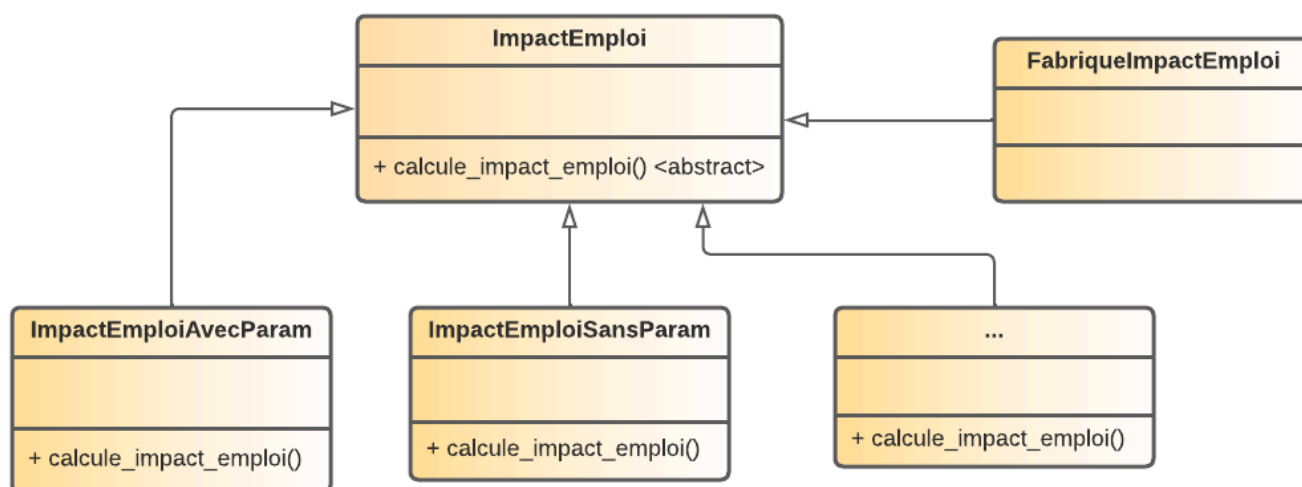 ImpactEmploi
+ calcule_impact_emploi() <abstract>
FabriqueImpactEmploi
ImpactEmploiAvecParam
+ calcule_impact_emploi()
ImpactEmploiSansParam
+ calcule_impact_emploi()
...
+ calcule_impact_emploi()